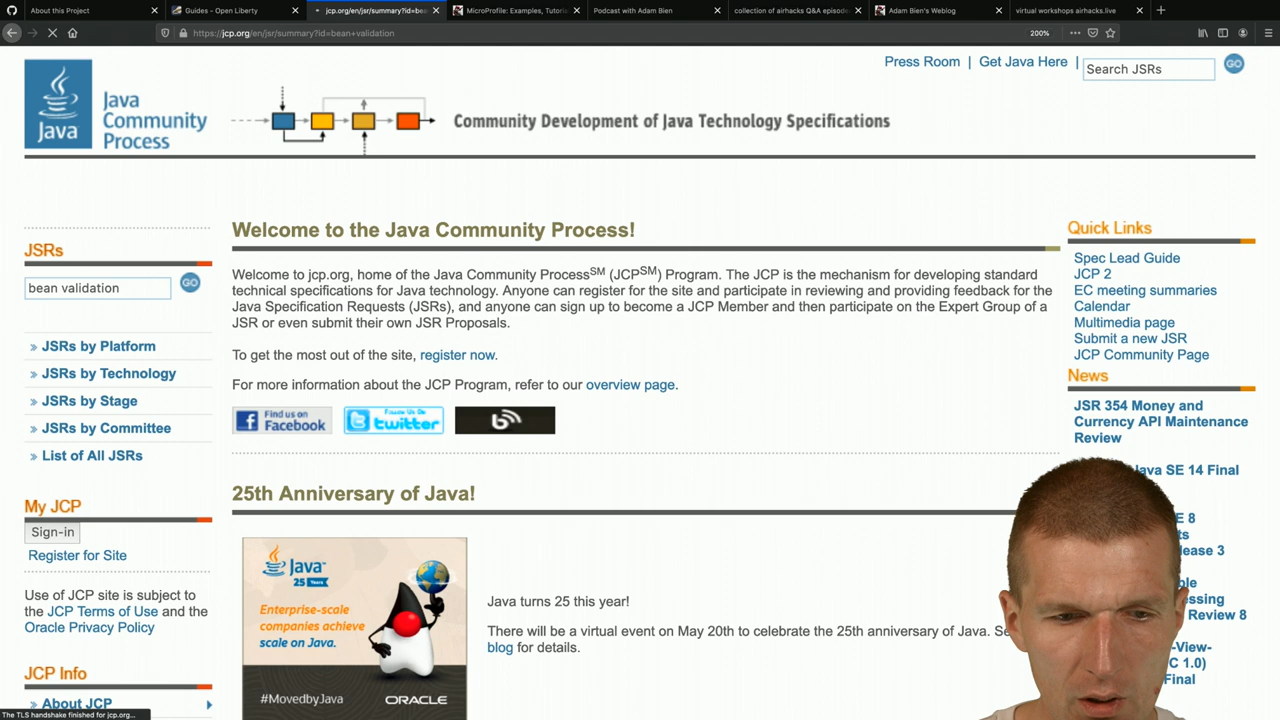 About this Project
Guides - Open Liberty
jcp.org/en/jsr/summary?id=bea
MicroProfile: Examples, Tutori
Podcast with Adam Bien
collection of airhacks Q&A episode
Adam Bien's Weblog
virtual workshops airhacks.live
https://jcp.org/en/jsr/summary?id=bean+validation
200%
Press Room | Get Java Here |
Search JSRs
GO
Java
Java
Community
Process
Community Development of Java Technology Specifications
JSRs
bean validation
GO
JSRs by Platform
JSRs by Technology
JSRs by Stage
JSRs by Committee
List of All JSRs
My JCP
Sign-in
Register for Site
Use of JCP site is subject to
the JCP Terms of Use and the
Oracle Privacy Policy
JCP Info
About JCP
The TLS handshake finished for jcp.org...
Welcome to the Java Community Process!
Welcome to jcp.org, home of the Java Community ProcessSM (JCPSM) Program. The JCP is the mechanism for developing standard
technical specifications for Java technology. Anyone can register for the site and participate in reviewing and providing feedback for the
Java Specification Requests (JSRs), and anyone can sign up to become a JCP Member and then participate on the Expert Group of a
JSR or even submit their own JSR Proposals.
To get the most out of the site, register now.
For more information about the JCP Program, refer to our overview page.
Find us on
Facebook
Follow Us On
twitter
25th Anniversary of Java!
Java
25 Years
Enterprise-scale
companies achieve
scale on Java.
#MovedbyJava
ORACLE
Java turns 25 this year!
There will be a virtual event on May 20th to celebrate the 25th anniversary of Java. Se
blog for details.
Quick Links
Spec Lead Guide
JCP 2
EC meeting summaries
Calendar
Multimedia page
Submit a new JSR
JCP Community Page
News
JSR 354 Money and
Currency API Maintenance
Review
Java SE 14 Final
E 8
ts
lease 3
ble
essing
Review 8
-View-
C 1.0)
Final